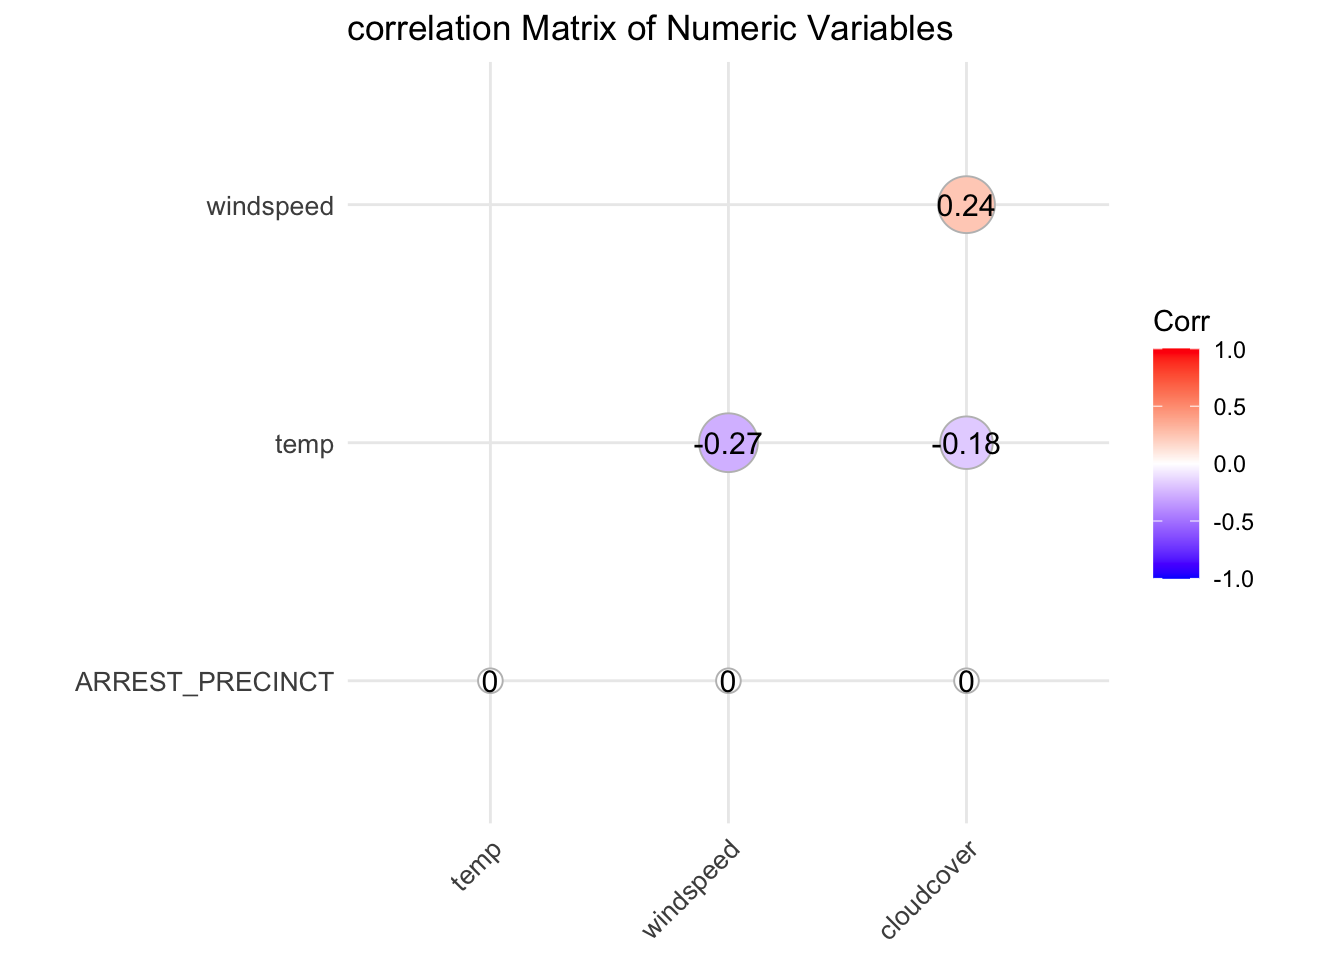 correlation Matrix of Numeric Variables
windspeed
0.24
temp
-0.27
-0.18
ARREST_PRECINCT
0
0
0
temp
windspeed
cloudcover
Corr
1.0
0.5
0.0
-0.5
-1.0